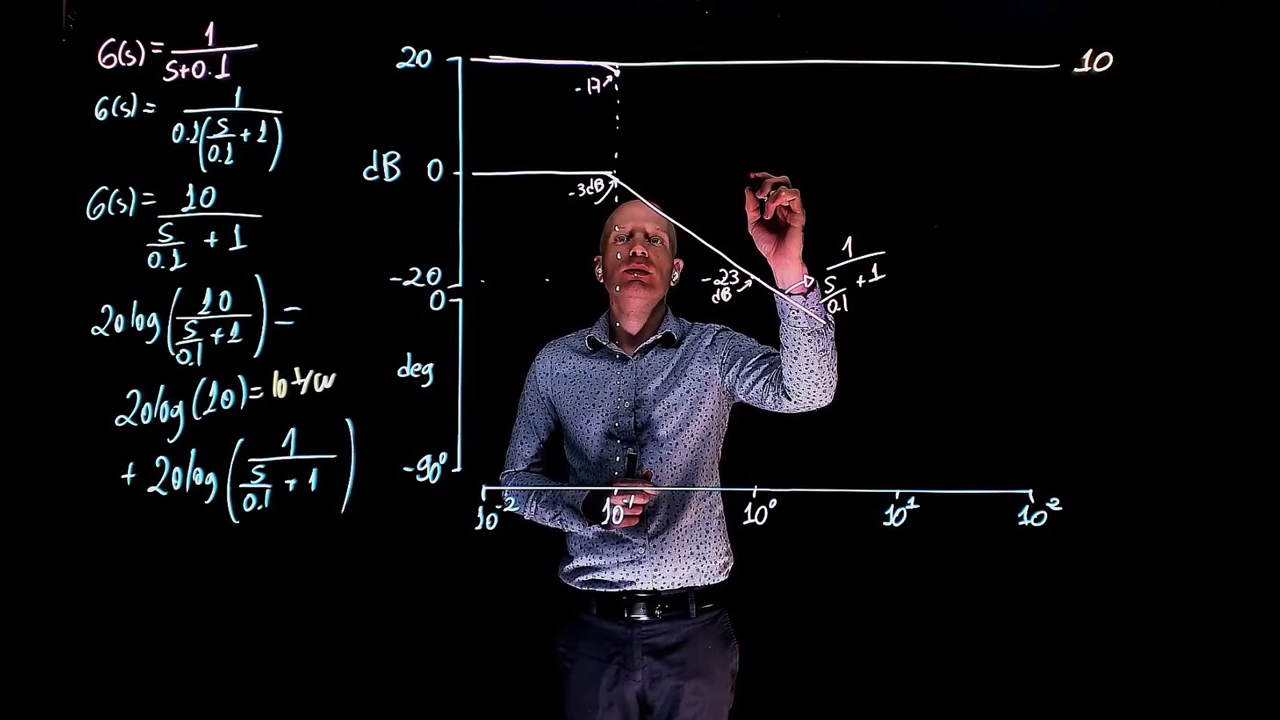 G(s)=1/(s+0.1)
G(s)=1/(0.1(s/0.1+1))
G(s)=10/(s/0.1+1)
20log(10/(s/0.1+1))=
20log(10)=
+20log(1/(s/0.1+1))
20
dB 0
-20
0
deg
-90°
-17
-3dB
-23
dB
10
1/(s/0.1+1)
10^-2 10^-1 10^0 10^1 10^2